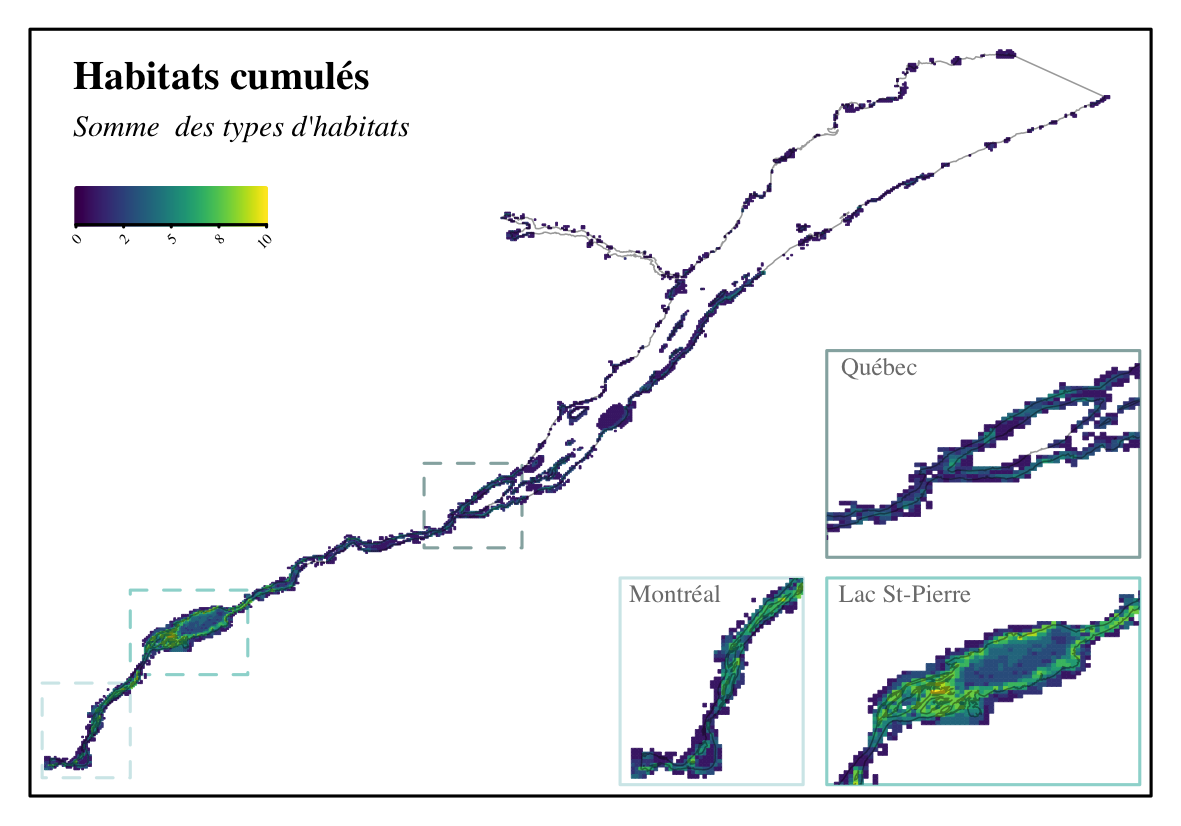 Habitats cumulés
Somme  des types d'habitats
0 2 5 8 10
Québec
Montréal
Lac St-Pierre